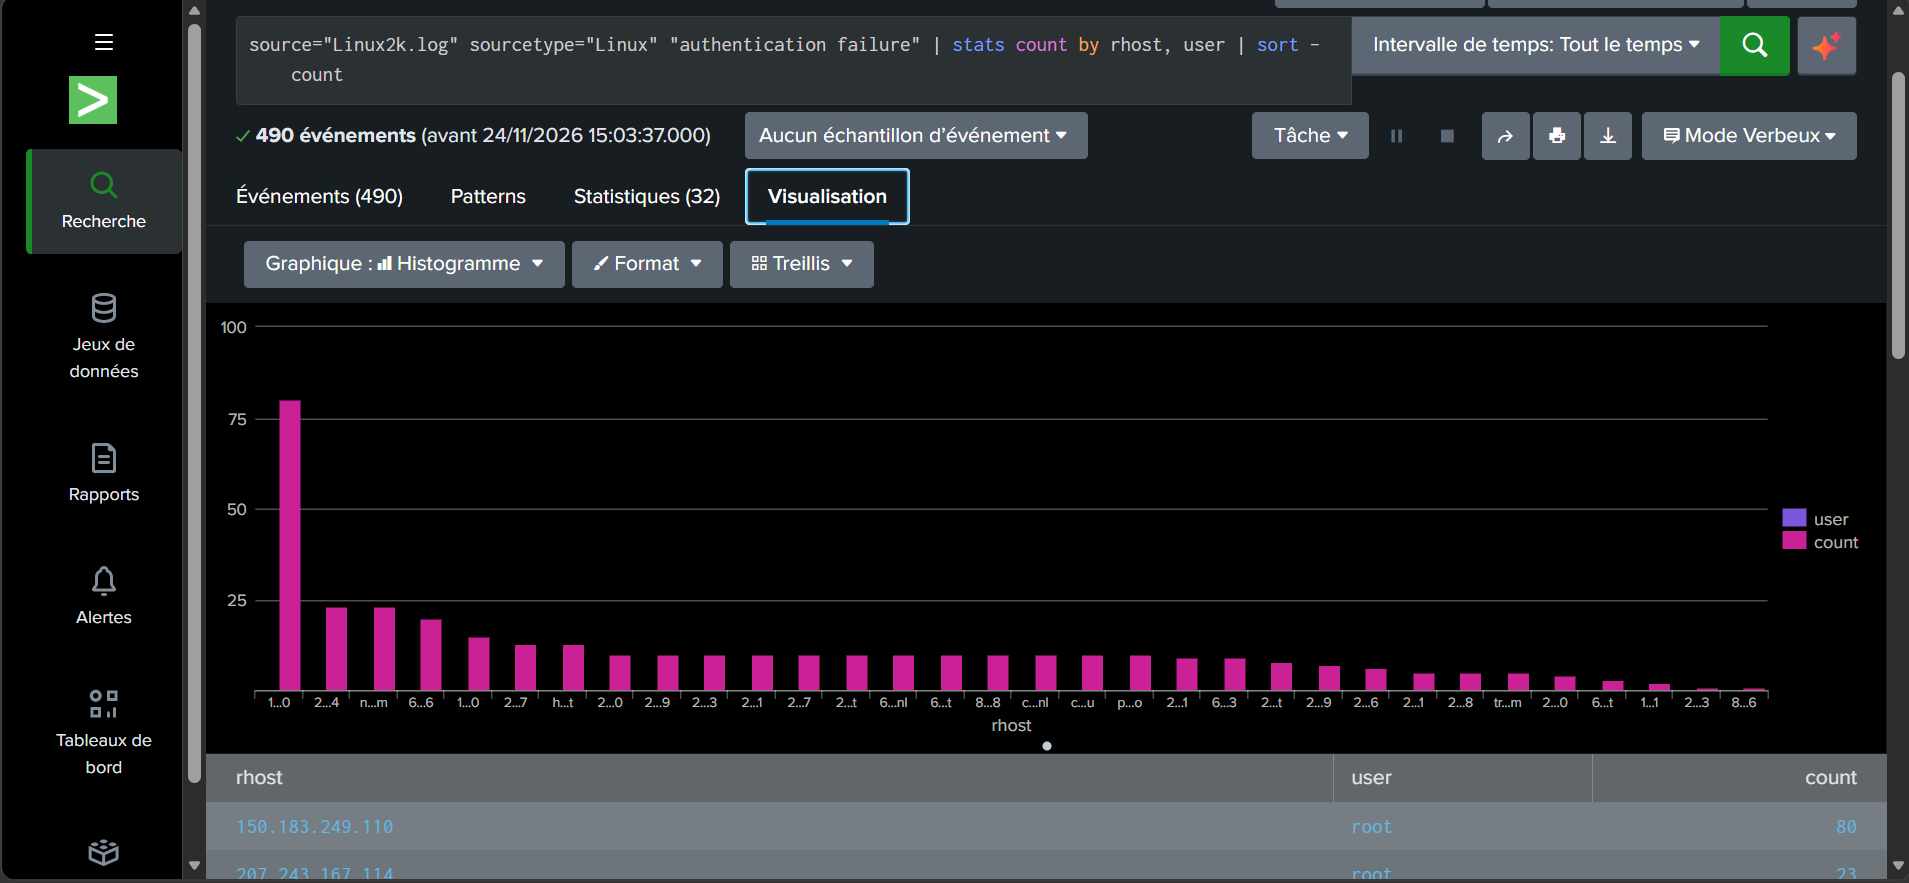 source="Linux2k.log" sourcetype="Linux" "authentication failure" | stats count by rhost, user | sort -
count
Intervalle de temps: Tout le temps
490 événements (avant 24/11/2026 15:03:37.000)
Aucun échantillon d’événement
Tâche
Mode Verbeux
Recherche
Jeux de
données
Rapports
Alertes
Tableaux de
bord
Événements (490)
Patterns
Statistiques (32)
Visualisation
Graphique : Histogramme
Format
Treillis
100
75
50
25
1...0 2...4 n...m 6...6 1...0 2...7 h...t 2...0 2...9 2...3 2...1 2...7 2...t 6...nl 6...t 8...8 c...nl c...u p...o 2...1 6...3 2...t 2...9 2...6 2...1 2...8 tr...m 2...0 6...t 1...1 2...3 8...6
rhost
user
count
rhost user count
150.183.249.110 root 80
207.243.167.114 root 23